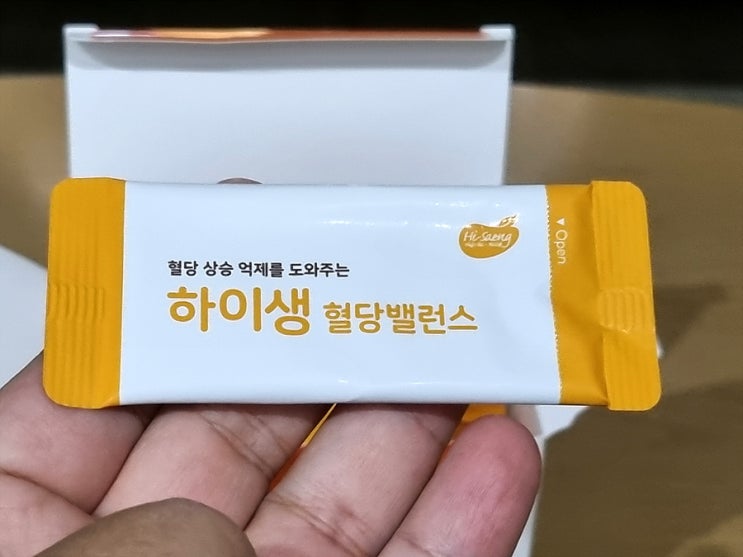 Hi-Saeng
◀ Open
혈당 상승 억제를 도와주는
하이생 혈당밸런스